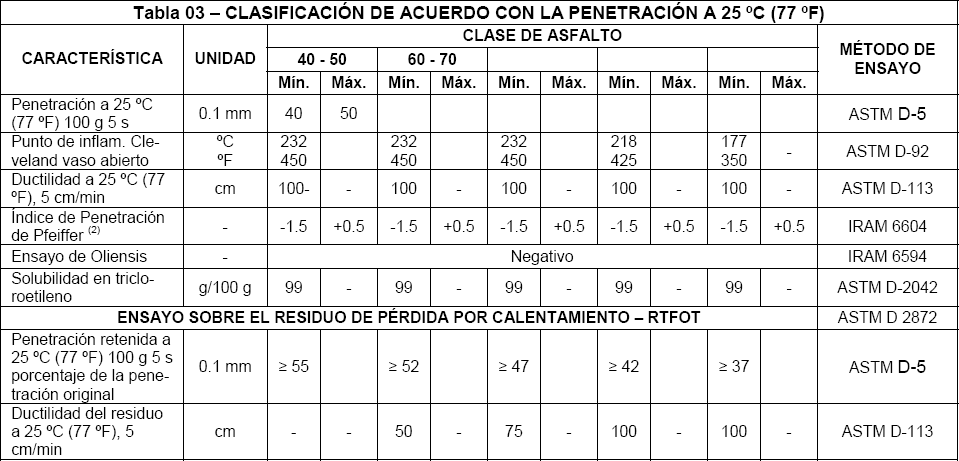 Tabla 03 – CLASIFICACIÓN DE ACUERDO CON LA PENETRACIÓN A 25 ºC (77 ºF)
CARACTERÍSTICA UNIDAD CLASE DE ASFALTO MÉTODO DE ENSAYO
40 - 50 60 - 70
Mín. Máx. Mín. Máx. Mín. Máx. Mín. Máx. Mín. Máx.
Penetración a 25 ºC
(77 ºF) 100 g 5 s 0.1 mm 40 50 ASTM D-5
Punto de inflam. Cle- ºC 232 232 232 218 177
veland vaso abierto ºF 450 450 450 425 350 - ASTM D-92
Ductilidad a 25 ºC (77
ºF), 5 cm/min cm 100- - 100 - 100 - 100 - 100 - ASTM D-113
Índice de Penetración
de Pfeiffer (2) - -1.5 +0.5 -1.5 +0.5 -1.5 +0.5 -1.5 +0.5 -1.5 +0.5 IRAM 6604
Ensayo de Oliensis - Negativo IRAM 6594
Solubilidad en triclo-
roetileno g/100 g 99 - 99 - 99 - 99 - 99 - ASTM D-2042
ENSAYO SOBRE EL RESIDUO DE PÉRDIDA POR CALENTAMIENTO – RTFOT ASTM D 2872
Penetración retenida a
25 ºC (77 ºF) 100 g 5 s
porcentaje de la pene-
tración original 0.1 mm ≥ 55 ≥ 52 ≥ 47 ≥ 42 ≥ 37 ASTM D-5
Ductilidad del residuo
a 25 ºC (77 ºF), 5
cm/min cm - - 50 - 75 - 100 - 100 - ASTM D-113